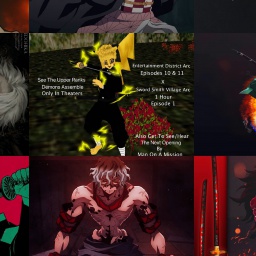 Entertainment District Arc
Episodes 10 & 11
X
Sword Smith Village Arc
1 Hour
Episode 1
See The Upper Ranks
Demons Assemble
Only In Theaters
Also Get To See/Hear
The Next Opening
By
Man On A Mission